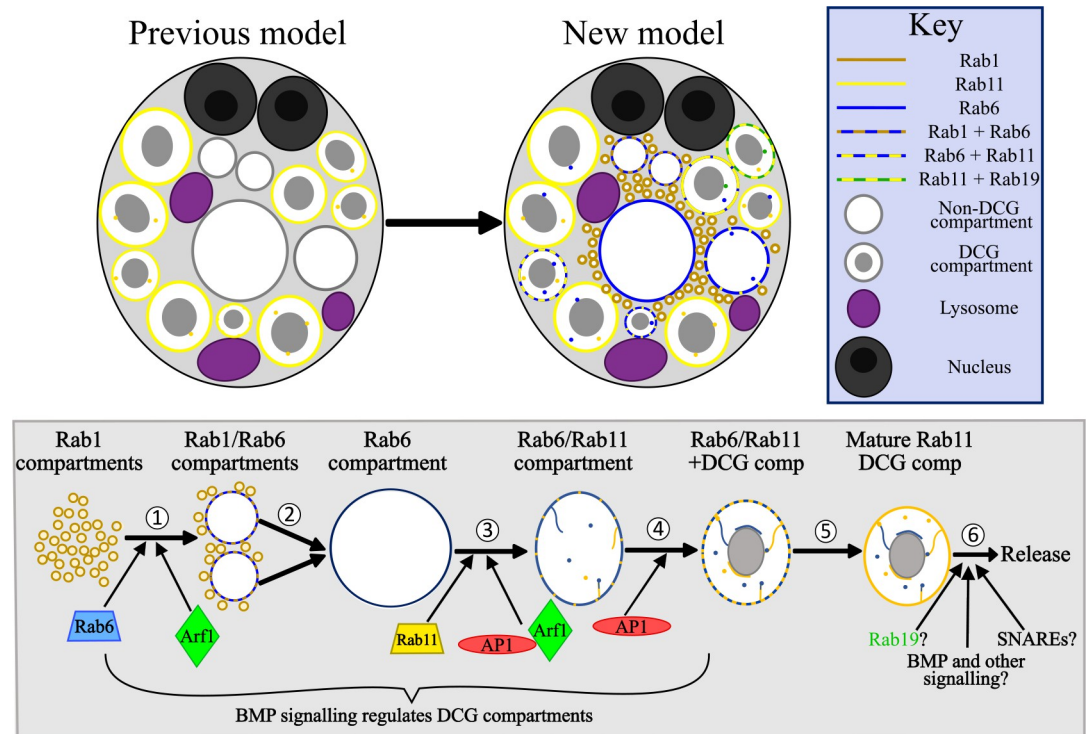 Previous model
New model
Key
Rab1
Rab11
Rab6
Rab1 + Rab6
Rab6 + Rab11
Rab11 + Rab19
Non-DCG
compartment
DCG
compartment
Lysosome
Nucleus
Rab1
compartments
Rab1/Rab6
compartments
Rab6
compartment
Rab6/Rab11
compartment
Rab6/Rab11
+DCG comp
Mature Rab11
DCG comp
①
②
③
④
⑤
⑥
Release
Rab6
Arf1
Rab11
AP1
Arf1
AP1
Rab19?
BMP and other
signalling?
SNAREs?
BMP signalling regulates DCG compartments